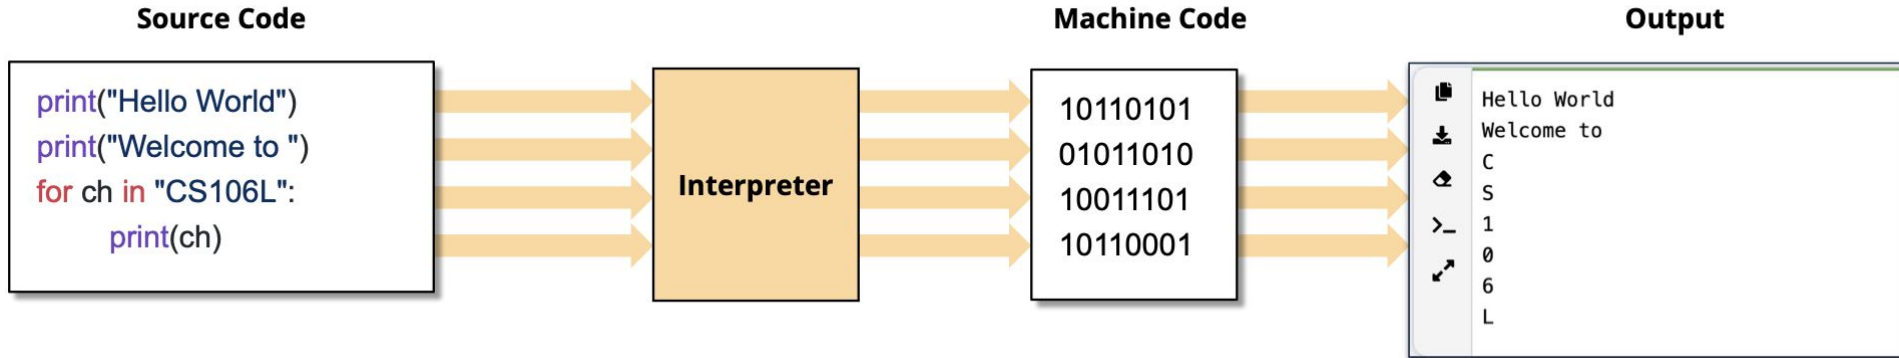 Source Code
print("Hello World")
print("Welcome to ")
for ch in "CS106L":
print(ch)
Interpreter
Machine Code
10110101
01011010
10011101
10110001
Output
Hello World
Welcome to
C
S
1
0
6
L